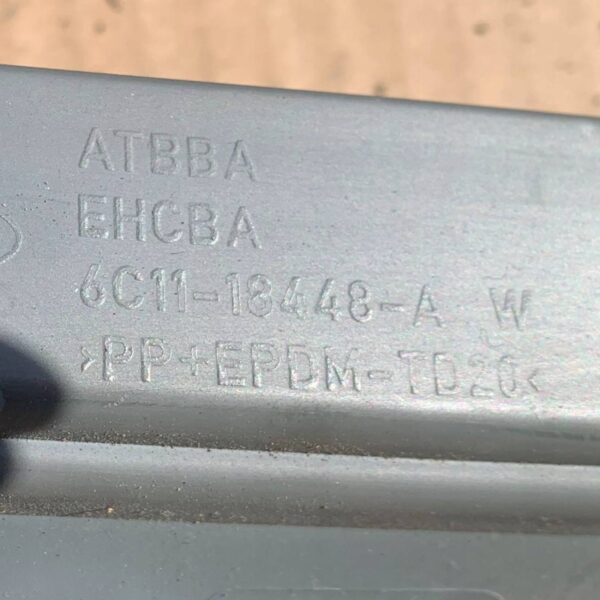 ATBBA
EHCBA
6C11-18448-A W
>PP+EPDM-TD20<